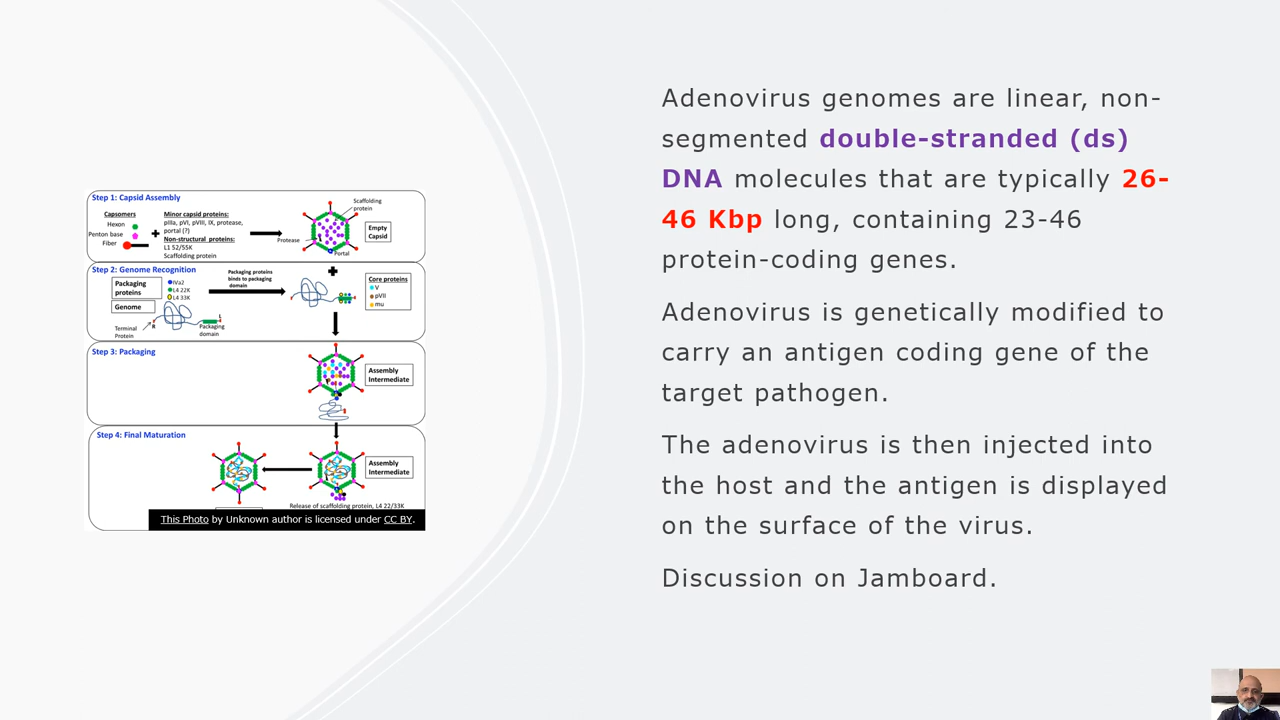 Step 1: Capsid Assembly
Capsomers
Hexon
Penton base
Fiber
+
Minor capsid proteins:
pIIIa, pVI, pVIII, IX, protease,
portal (?)
Non-structural proteins:
L1 52/55K
Scaffolding protein
Scaffolding
protein
Protease
Portal
Empty
Capsid
Step 2: Genome Recognition
Packaging
proteins
IVa2
L4 22K
L4 33K
Genome
Terminal
Protein
Packaging
domain
Packaging proteins
binds to packaging
domain
+
Core proteins
V
pVII
mu
Step 3: Packaging
Assembly
Intermediate
Step 4: Final Maturation
Assembly
Intermediate
Release of scaffolding protein, L4 22/33K
This Photo by Unknown author is licensed under CC BY.
Adenovirus genomes are linear, non-
segmented double-stranded (ds)
DNA molecules that are typically 26-
46 Kbp long, containing 23-46
protein-coding genes.
Adenovirus is genetically modified to
carry an antigen coding gene of the
target pathogen.
The adenovirus is then injected into
the host and the antigen is displayed
on the surface of the virus.
Discussion on Jamboard.